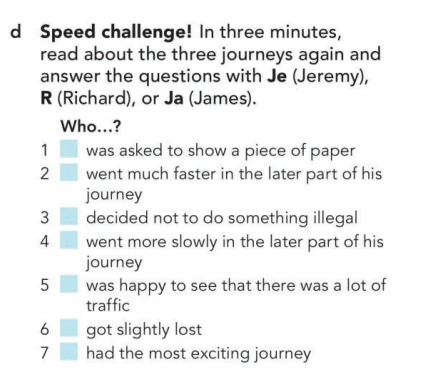 d Speed challenge! In three minutes,
read about the three journeys again and
answer the questions with Je (Jeremy),
R (Richard), or Ja (James).
Who...?
1 was asked to show a piece of paper
2 went much faster in the later part of his
journey
3 decided not to do something illegal
4 went more slowly in the later part of his
journey
5 was happy to see that there was a lot of
traffic
6 got slightly lost
7 had the most exciting journey